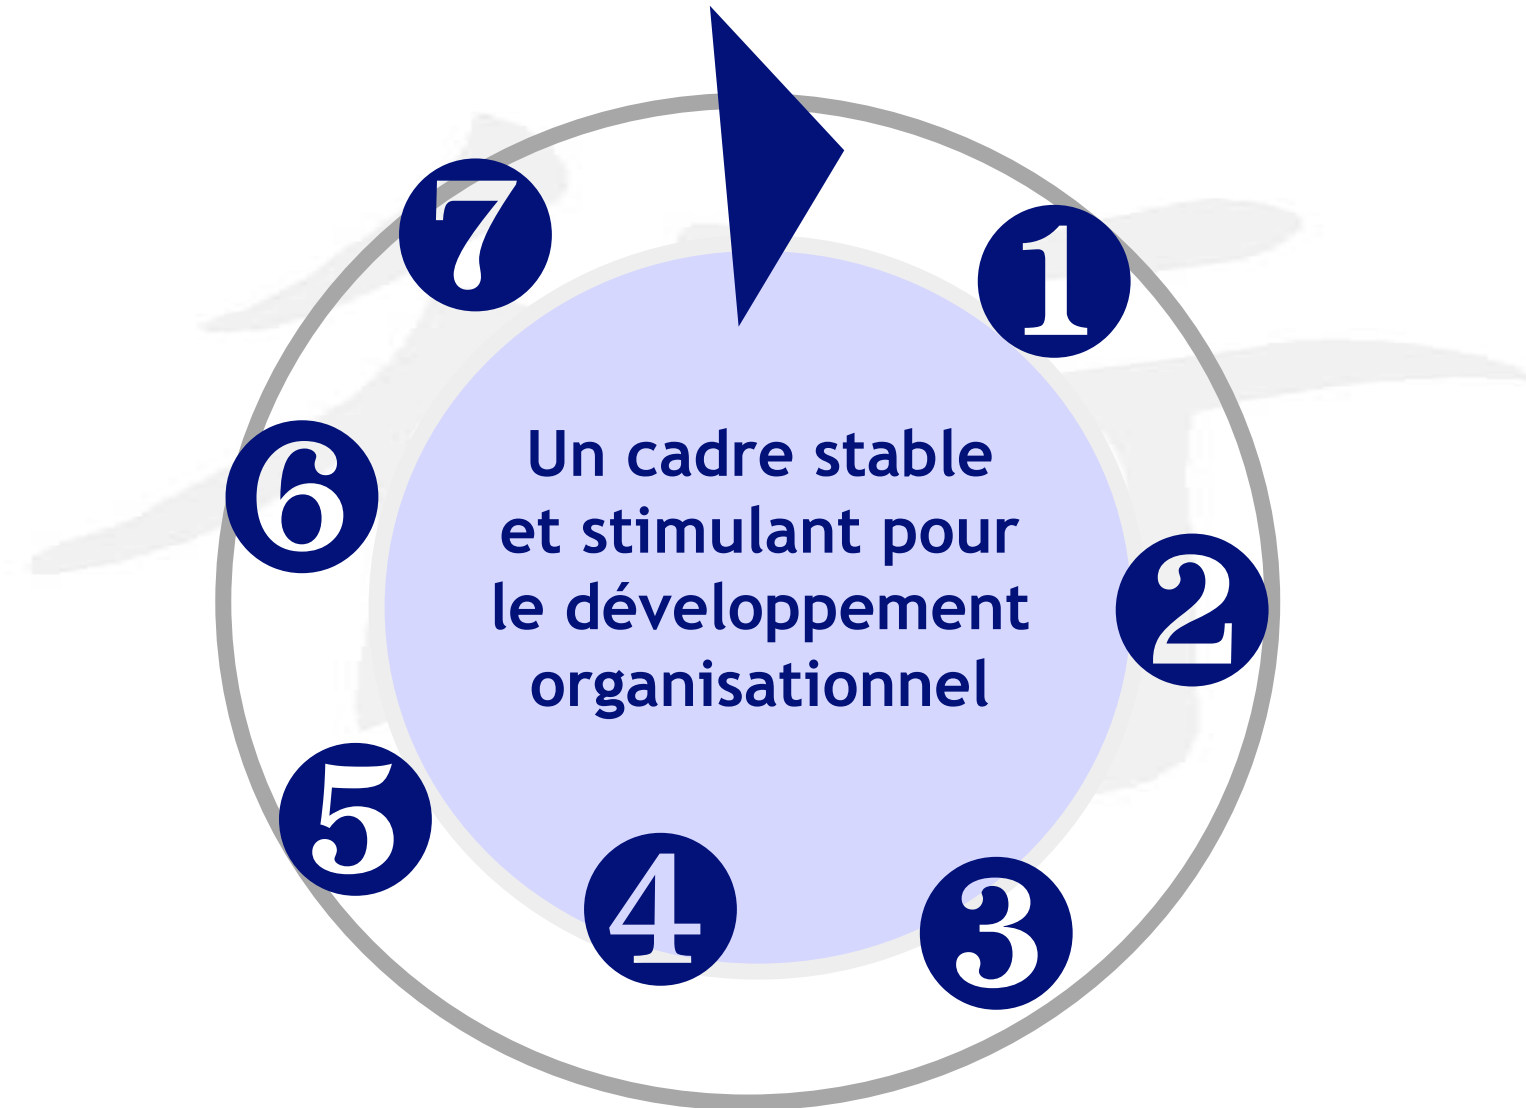 7
1
Un cadre stable
et stimulant pour
le développement
organisationnel
6
2
5
4
3